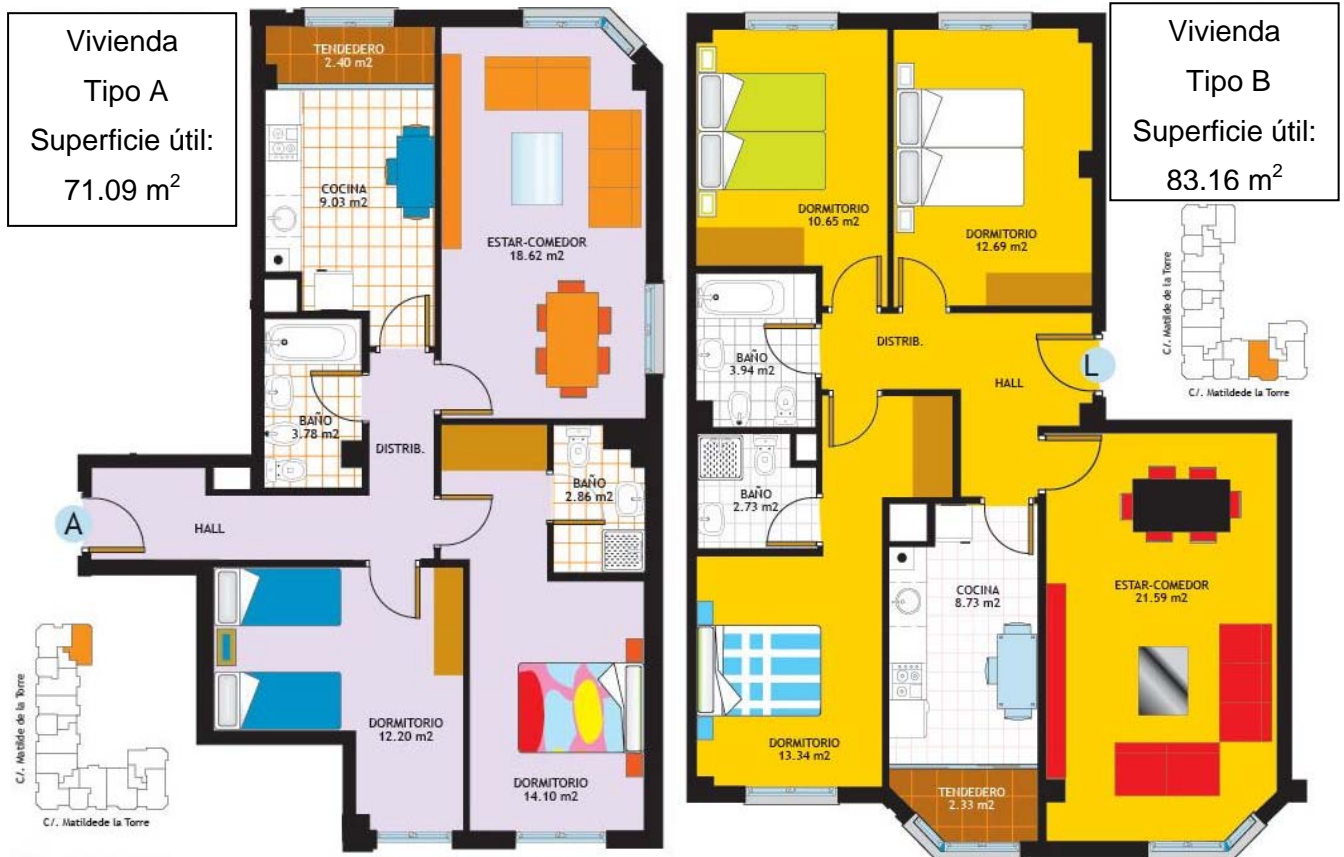 Vivienda
Tipo A
Superficie útil:
71.09 m²
TENDEDERO
2.40 m2
COCINA
9.03 m2
ESTAR-COMEDOR
18.62 m2
BAÑO
3.78 m2
DISTRIB.
BAÑO
2.86 m2
A
HALL
DORMITORIO
12.20 m2
DORMITORIO
14.10 m2
C/. Matilde de la Torre
C/. Matildede la Torre
Vivienda
Tipo B
Superficie útil:
83.16 m²
DORMITORIO
10.65 m2
DORMITORIO
12.69 m2
BAÑO
3.94 m2
DISTRIB.
HALL
L
BAÑO
2.73 m2
COCINA
8.73 m2
ESTAR-COMEDOR
21.59 m2
DORMITORIO
13.34 m2
TENDEDERO
2.33 m2
C/. Matilde de la Torre
C/. Matildede la Torre